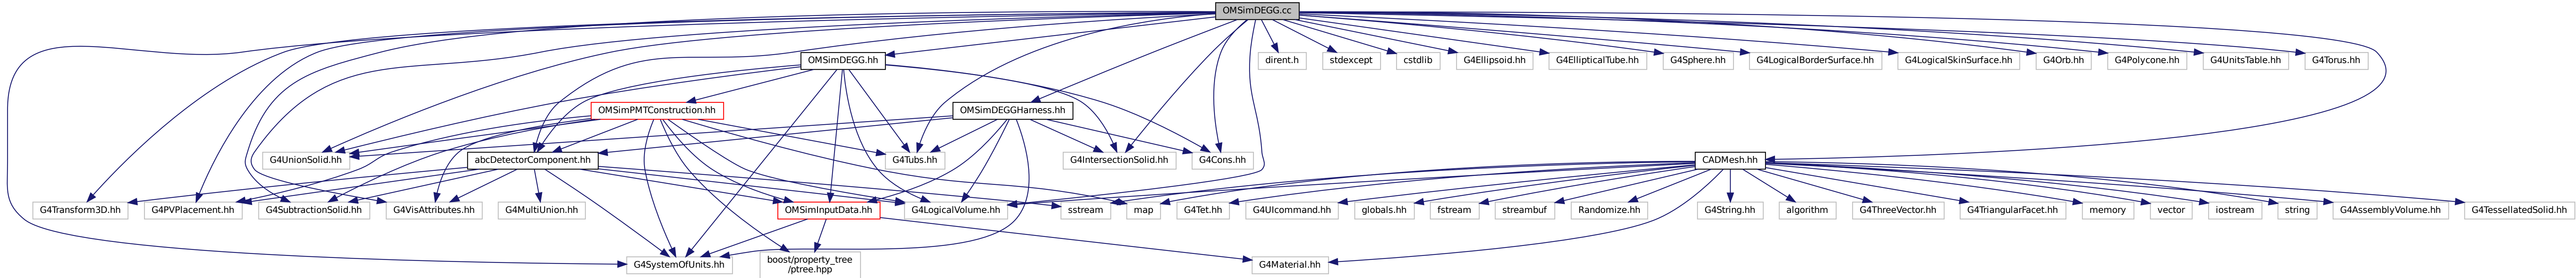 OMSimDEGG.cc
OMSimDEGG.hh
dirent.h
stdexcept
cstdlib
G4Ellipsoid.hh
G4EllipticalTube.hh
G4Sphere.hh
G4LogicalBorderSurface.hh
G4LogicalSkinSurface.hh
G4Orb.hh
G4Polycone.hh
G4UnitsTable.hh
G4Torus.hh
OMSimPMTConstruction.hh
OMSimDEGGHarness.hh
G4UnionSolid.hh
abcDetectorComponent.hh
G4Tubs.hh
G4IntersectionSolid.hh
G4Cons.hh
CADMesh.hh
G4Transform3D.hh
G4PVPlacement.hh
G4SubtractionSolid.hh
G4VisAttributes.hh
G4MultiUnion.hh
OMSimInputData.hh
G4LogicalVolume.hh
sstream
map
G4Tet.hh
G4UIcommand.hh
globals.hh
fstream
streambuf
Randomize.hh
G4String.hh
algorithm
G4ThreeVector.hh
G4TriangularFacet.hh
memory
vector
iostream
string
G4AssemblyVolume.hh
G4TessellatedSolid.hh
G4SystemOfUnits.hh
boost/property_tree
/ptree.hpp
G4Material.hh